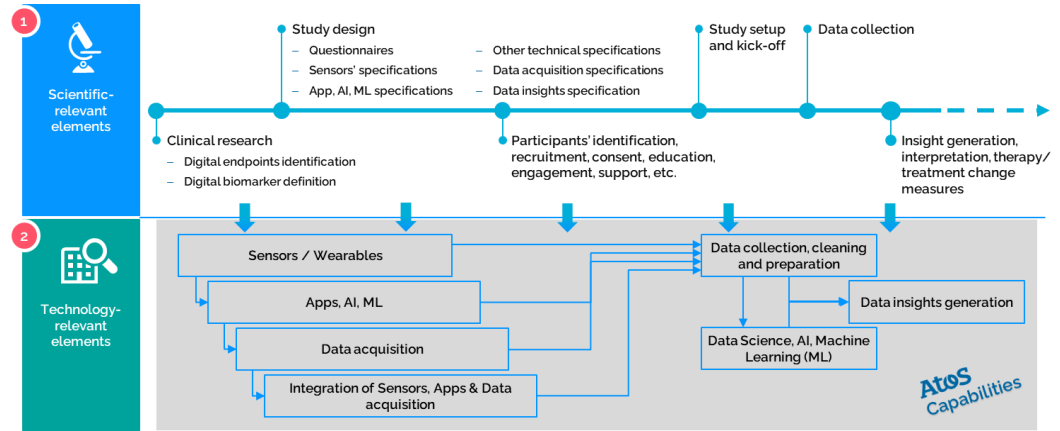 1
Scientific-
relevant
elements
Study design
– Questionnaires
– Sensors' specifications
– App, AI, ML specifications
– Other technical specifications
– Data acquisition specifications
– Data insights specification
Study setup
and kick-off
Data collection
Clinical research
– Digital endpoints identification
– Digital biomarker definition
Participants' identification,
recruitment, consent, education,
engagement, support, etc.
Insight generation,
interpretation, therapy/
treatment change
measures
2
Technology-
relevant
elements
Sensors / Wearables
Apps, AI, ML
Data acquisition
Integration of Sensors, Apps & Data
acquisition
Data collection, cleaning
and preparation
Data insights generation
Data Science, AI, Machine
Learning (ML)
Atos
Capabilities